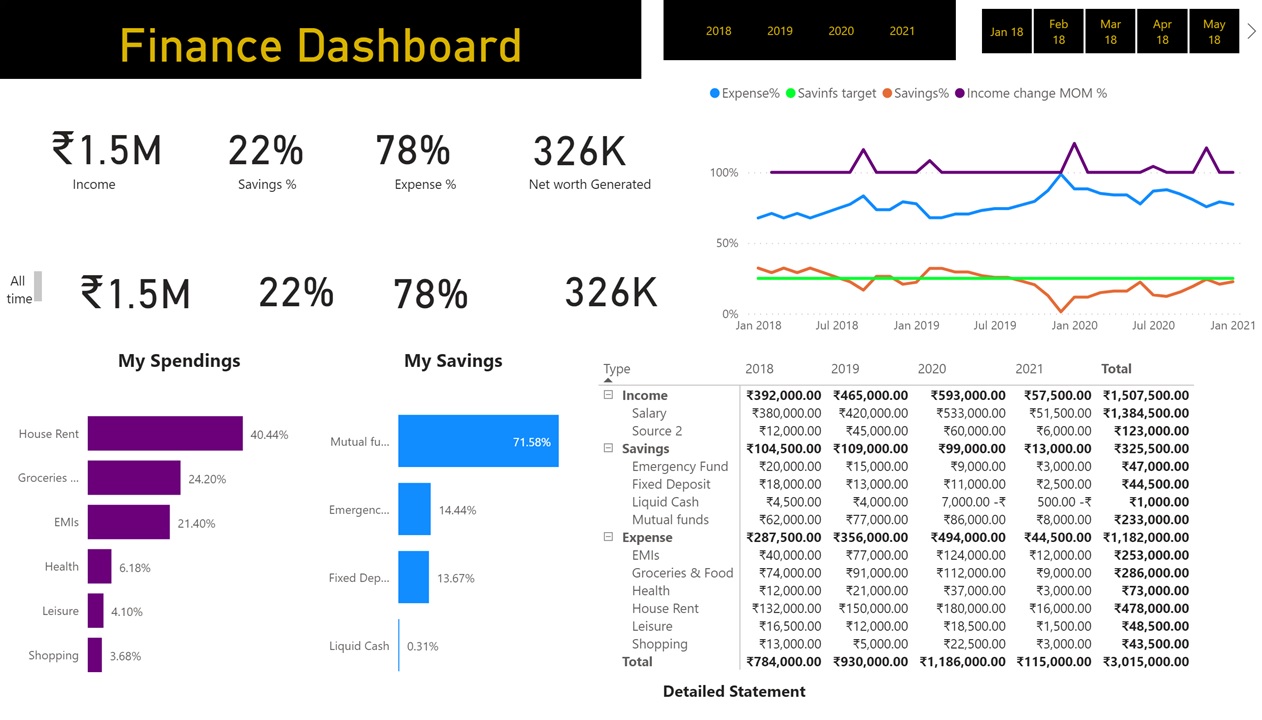 Finance Dashboard
2018 2019 2020 2021
Jan 18 Feb 18 Mar 18 Apr 18 May 18
Expense% Savinfs target Savings% Income change MOM %
₹1.5M 22% 78% 326K
Income Savings % Expense % Net worth Generated
100%
50%
0%
Jan 2018 Jul 2018 Jan 2019 Jul 2019 Jan 2020 Jul 2020 Jan 2021
All time ₹1.5M 22% 78% 326K
My Spendings
House Rent 40.44%
Groceries ... 24.20%
EMIs 21.40%
Health 6.18%
Leisure 4.10%
Shopping 3.68%
My Savings
Mutual fu... 71.58%
Emergenc... 14.44%
Fixed Dep... 13.67%
Liquid Cash 0.31%
Type 2018 2019 2020 2021 Total
Income ₹392,000.00 ₹465,000.00 ₹593,000.00 ₹57,500.00 ₹1,507,500.00
Salary ₹380,000.00 ₹420,000.00 ₹533,000.00 ₹51,500.00 ₹1,384,500.00
Source 2 ₹12,000.00 ₹45,000.00 ₹60,000.00 ₹6,000.00 ₹123,000.00
Savings ₹104,500.00 ₹109,000.00 ₹99,000.00 ₹13,000.00 ₹325,500.00
Emergency Fund ₹20,000.00 ₹15,000.00 ₹9,000.00 ₹3,000.00 ₹47,000.00
Fixed Deposit ₹18,000.00 ₹13,000.00 ₹11,000.00 ₹2,500.00 ₹44,500.00
Liquid Cash ₹4,500.00 ₹4,000.00 7,000.00 -₹ 500.00 -₹ ₹1,000.00
Mutual funds ₹62,000.00 ₹77,000.00 ₹86,000.00 ₹8,000.00 ₹233,000.00
Expense ₹287,500.00 ₹356,000.00 ₹494,000.00 ₹44,500.00 ₹1,182,000.00
EMIs ₹40,000.00 ₹77,000.00 ₹124,000.00 ₹12,000.00 ₹253,000.00
Groceries & Food ₹74,000.00 ₹91,000.00 ₹112,000.00 ₹9,000.00 ₹286,000.00
Health ₹12,000.00 ₹21,000.00 ₹37,000.00 ₹3,000.00 ₹73,000.00
House Rent ₹132,000.00 ₹150,000.00 ₹180,000.00 ₹16,000.00 ₹478,000.00
Leisure ₹16,500.00 ₹12,000.00 ₹18,500.00 ₹1,500.00 ₹48,500.00
Shopping ₹13,000.00 ₹5,000.00 ₹22,500.00 ₹3,000.00 ₹43,500.00
Total ₹784,000.00 ₹930,000.00 ₹1,186,000.00 ₹115,000.00 ₹3,015,000.00
Detailed Statement